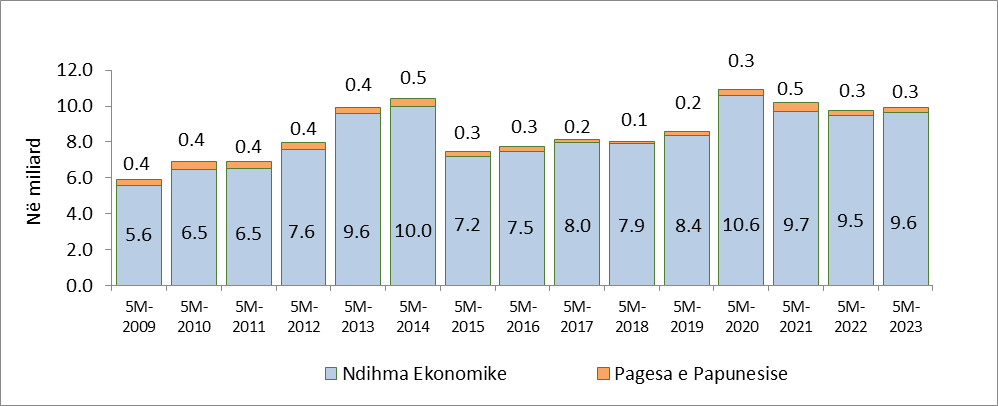 0.3
0.5
0.4
0.5
0.3
0.3
0.2
12.0
0.4
0.4
0.4
0.3
0.3
0.2
0.1
10.0
8.0
6.0
4.0
2.0
0.0
Në miliard
5.6
6.5
6.5
7.6
9.6
10.0
7.2
7.5
8.0
7.9
8.4
10.6
9.7
9.5
9.6
5M-
2009
5M-
2010
5M-
2011
5M-
2012
5M-
2013
5M-
2014
5M-
2015
5M-
2016
5M-
2017
5M-
2018
5M-
2019
5M-
2020
5M-
2021
5M-
2022
5M-
2023
Ndihma Ekonomike
Pagesa e Papunesise